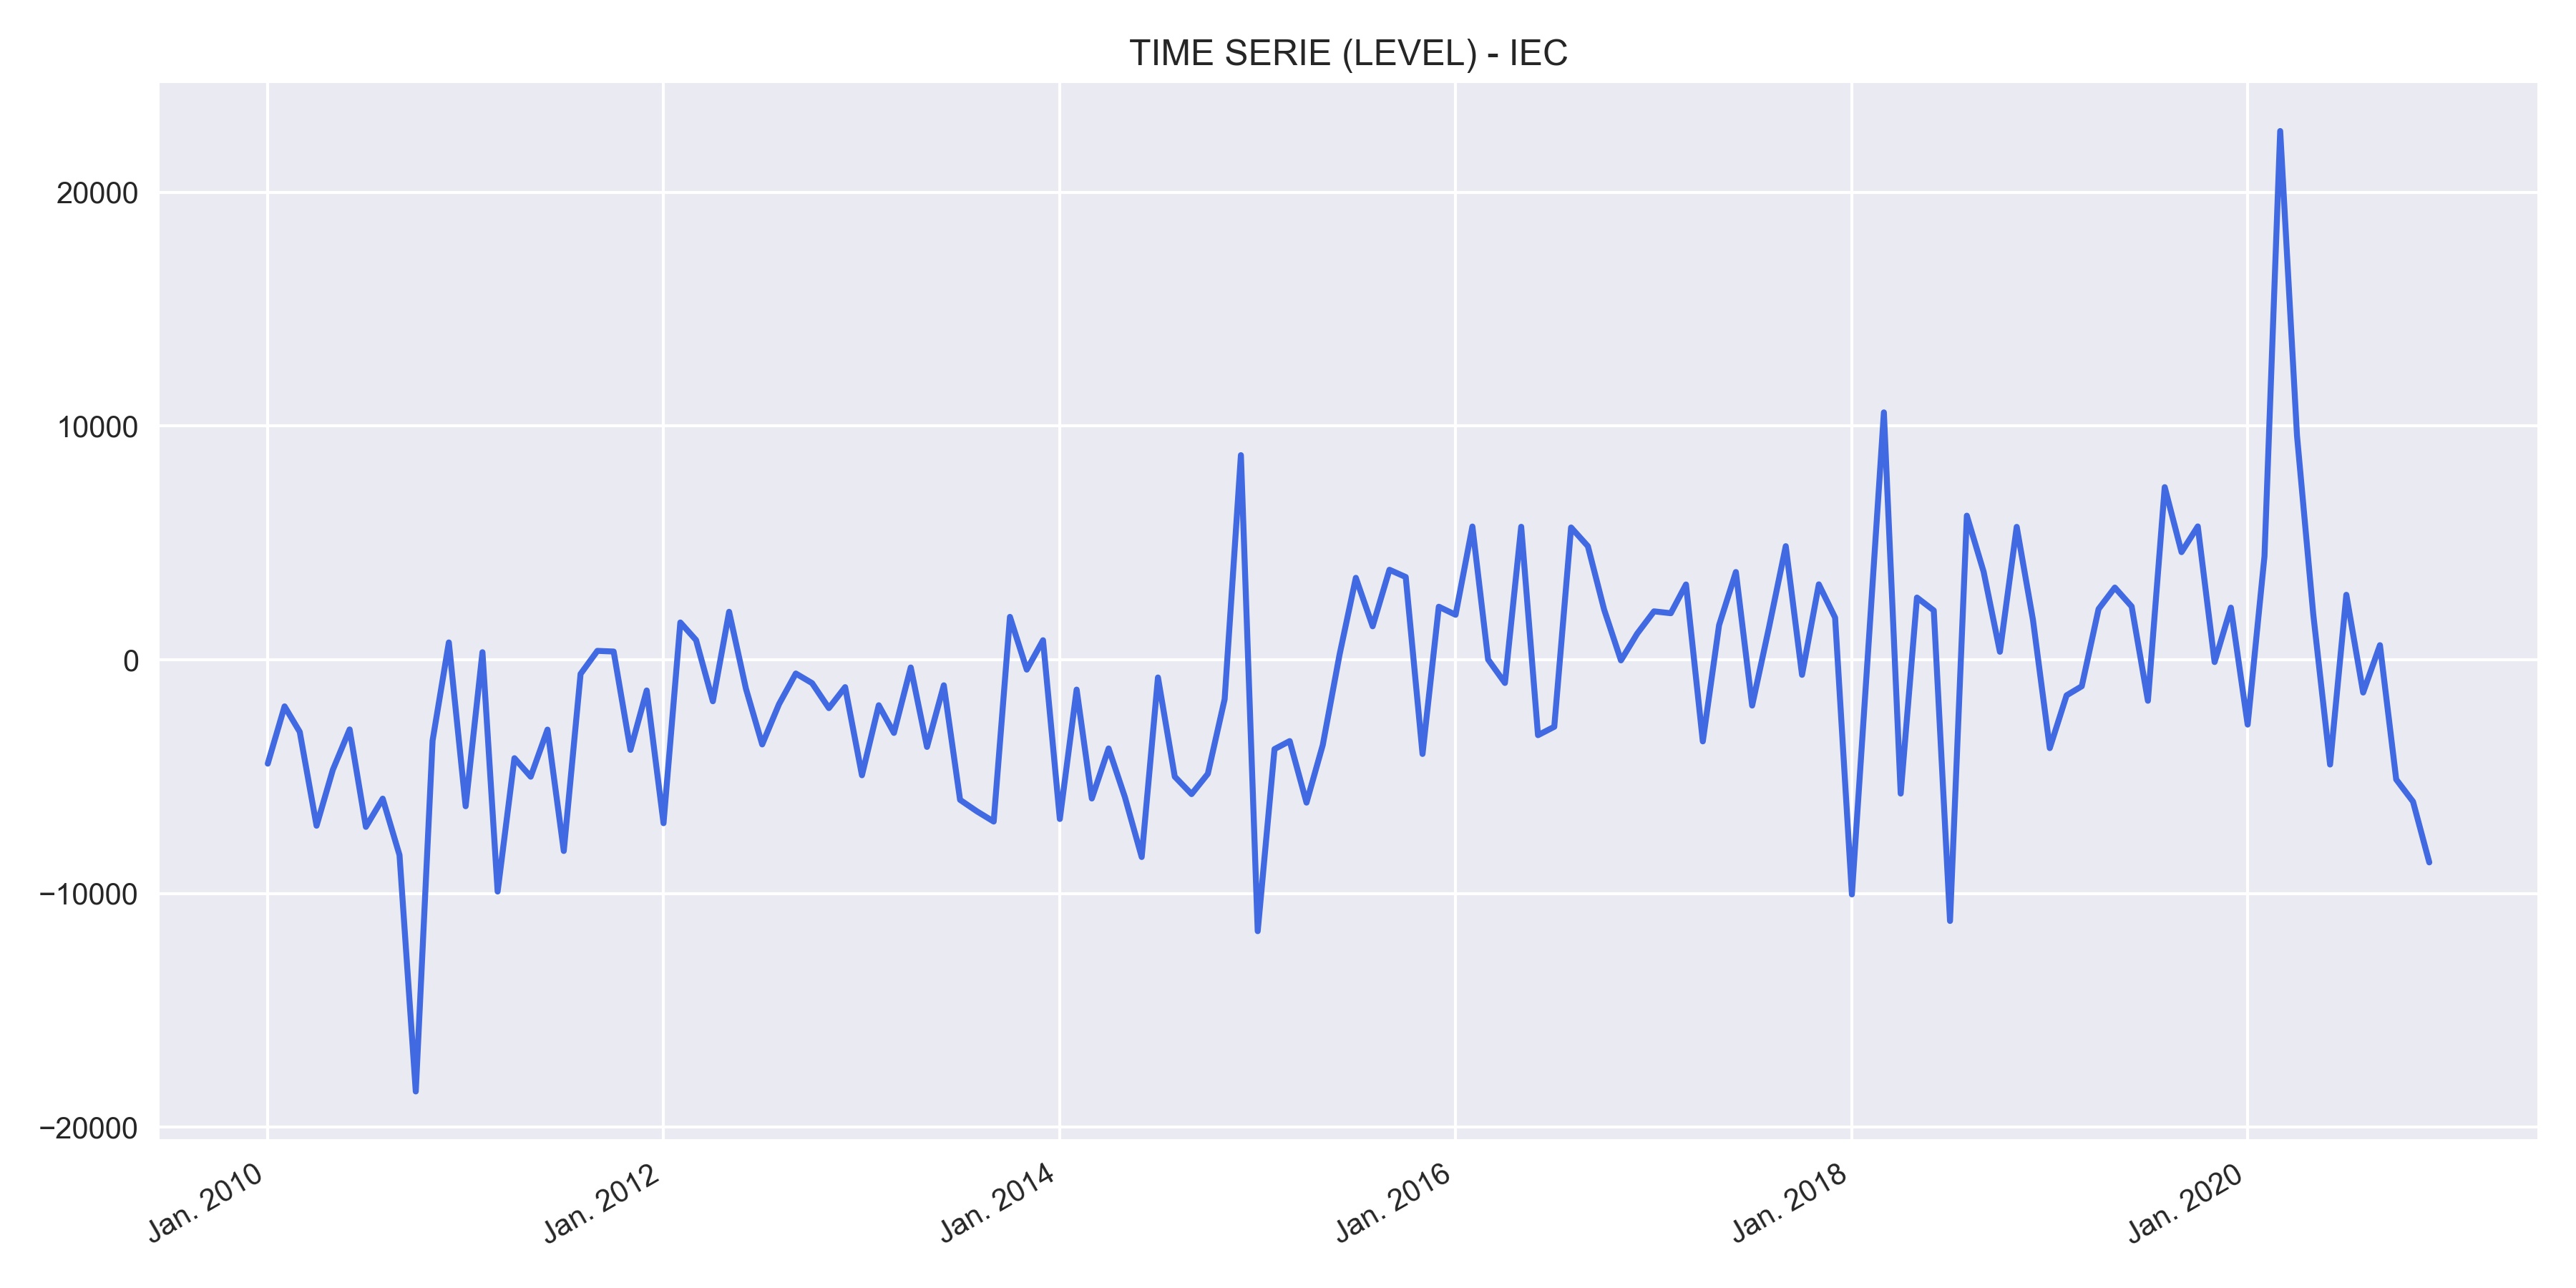 TIME SERIE (LEVEL) - IEC
20000
10000
0
−10000
−20000
Jan. 2010
Jan. 2012
Jan. 2014
Jan. 2016
Jan. 2018
Jan. 2020